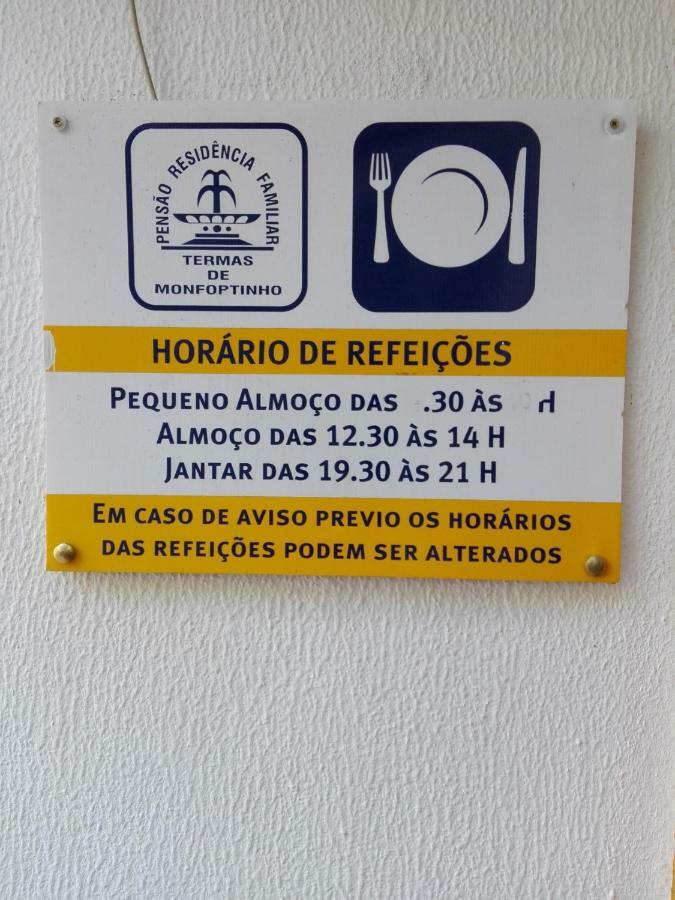 PENSÃO RESIDÊNCIA FAMILIAR
TERMAS
DE
MONFOPTINHO
HORÁRIO DE REFEIÇÕES
PEQUENO ALMOÇO DAS .30 ÀS H
ALMOÇO DAS 12.30 ÀS 14 H
JANTAR DAS 19.30 ÀS 21 H
EM CASO DE AVISO PREVIO OS HORÁRIOS
DAS REFEIÇÕES PODEM SER ALTERADOS